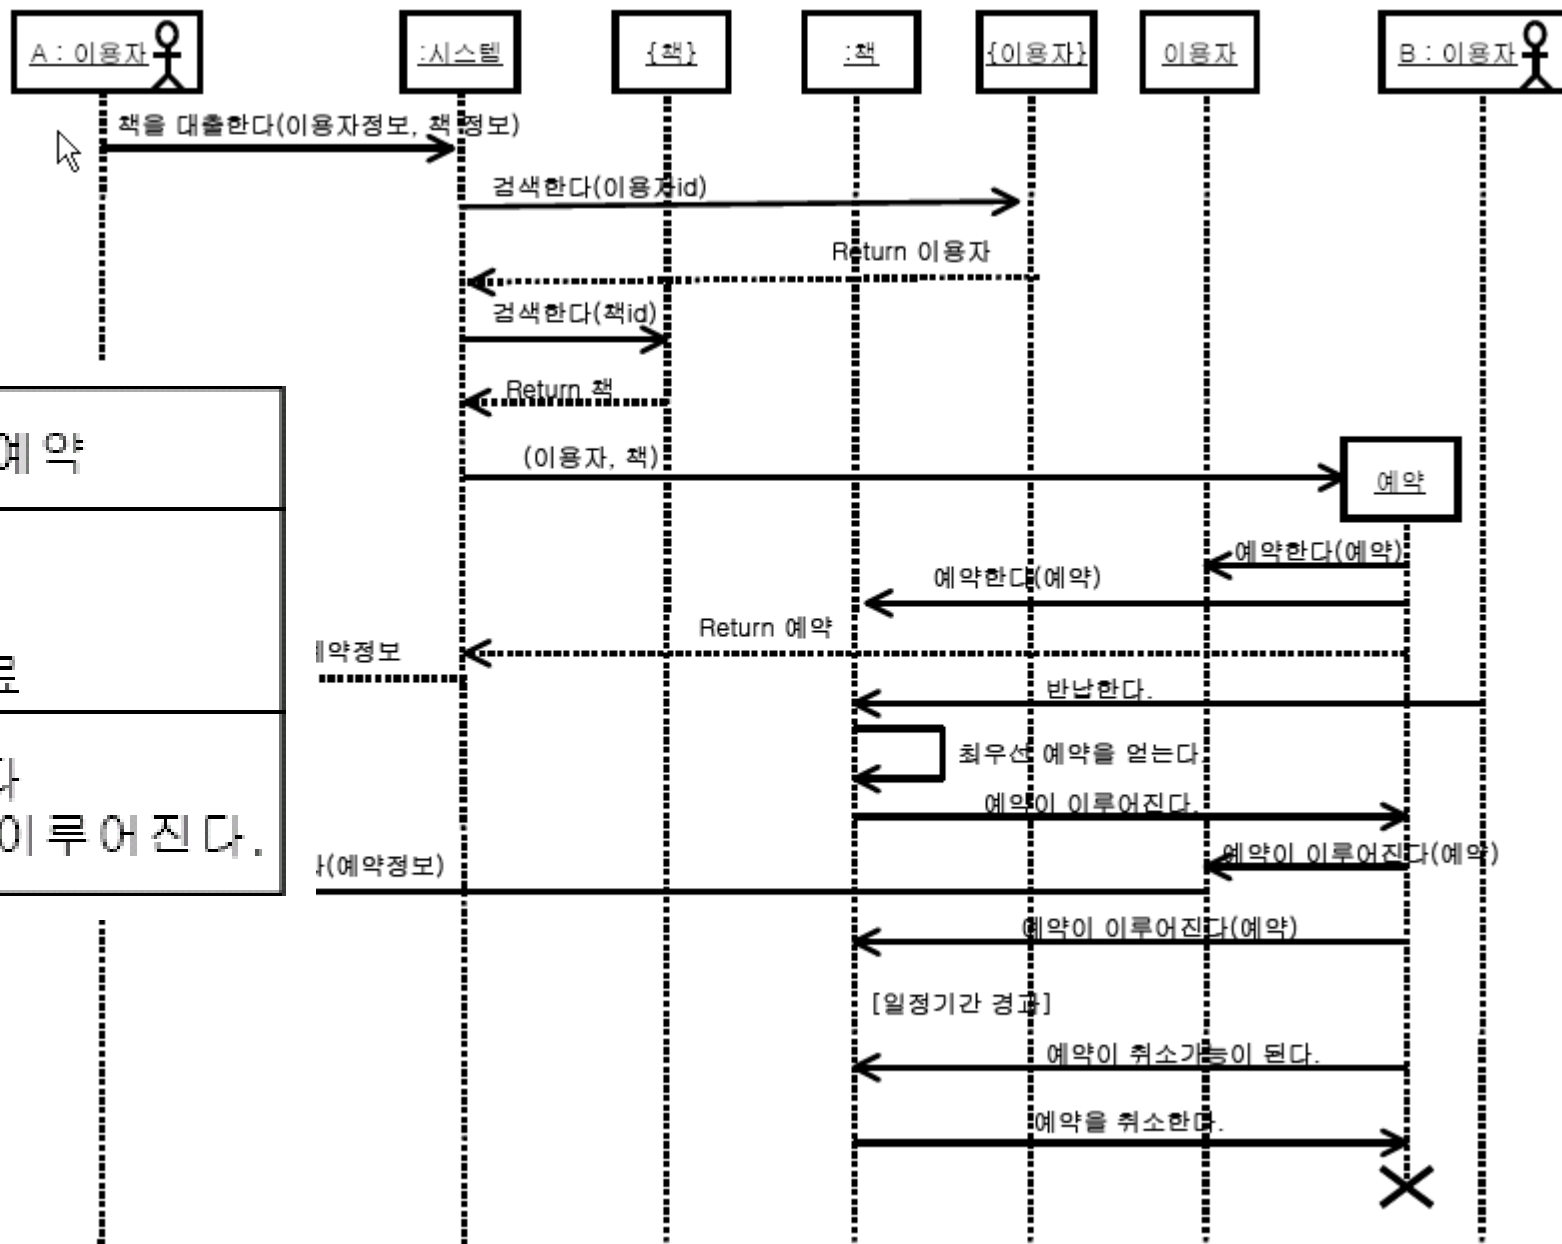 A : 이용자
:시스템
{책}
:책
{이용자}
이용자
B : 이용자
책을 대출한다(이용자정보, 책 정보)
검색한다(이용자id)
Return 이용자
검색한다(책id)
Return 책
(이용자, 책)
예약
예약
예약한다(예약)
예약한다(예약)
Return 예약
약정보
반납한다.
최우선 예약을 얻는다.
예약이 이루어진다.
다
이루어진다.
예약이 이루어진다(예약)
(예약정보)
예약이 이루어진다(예약)
[일정기간 경과]
예약이 취소가능이 된다.
예약을 취소한다.